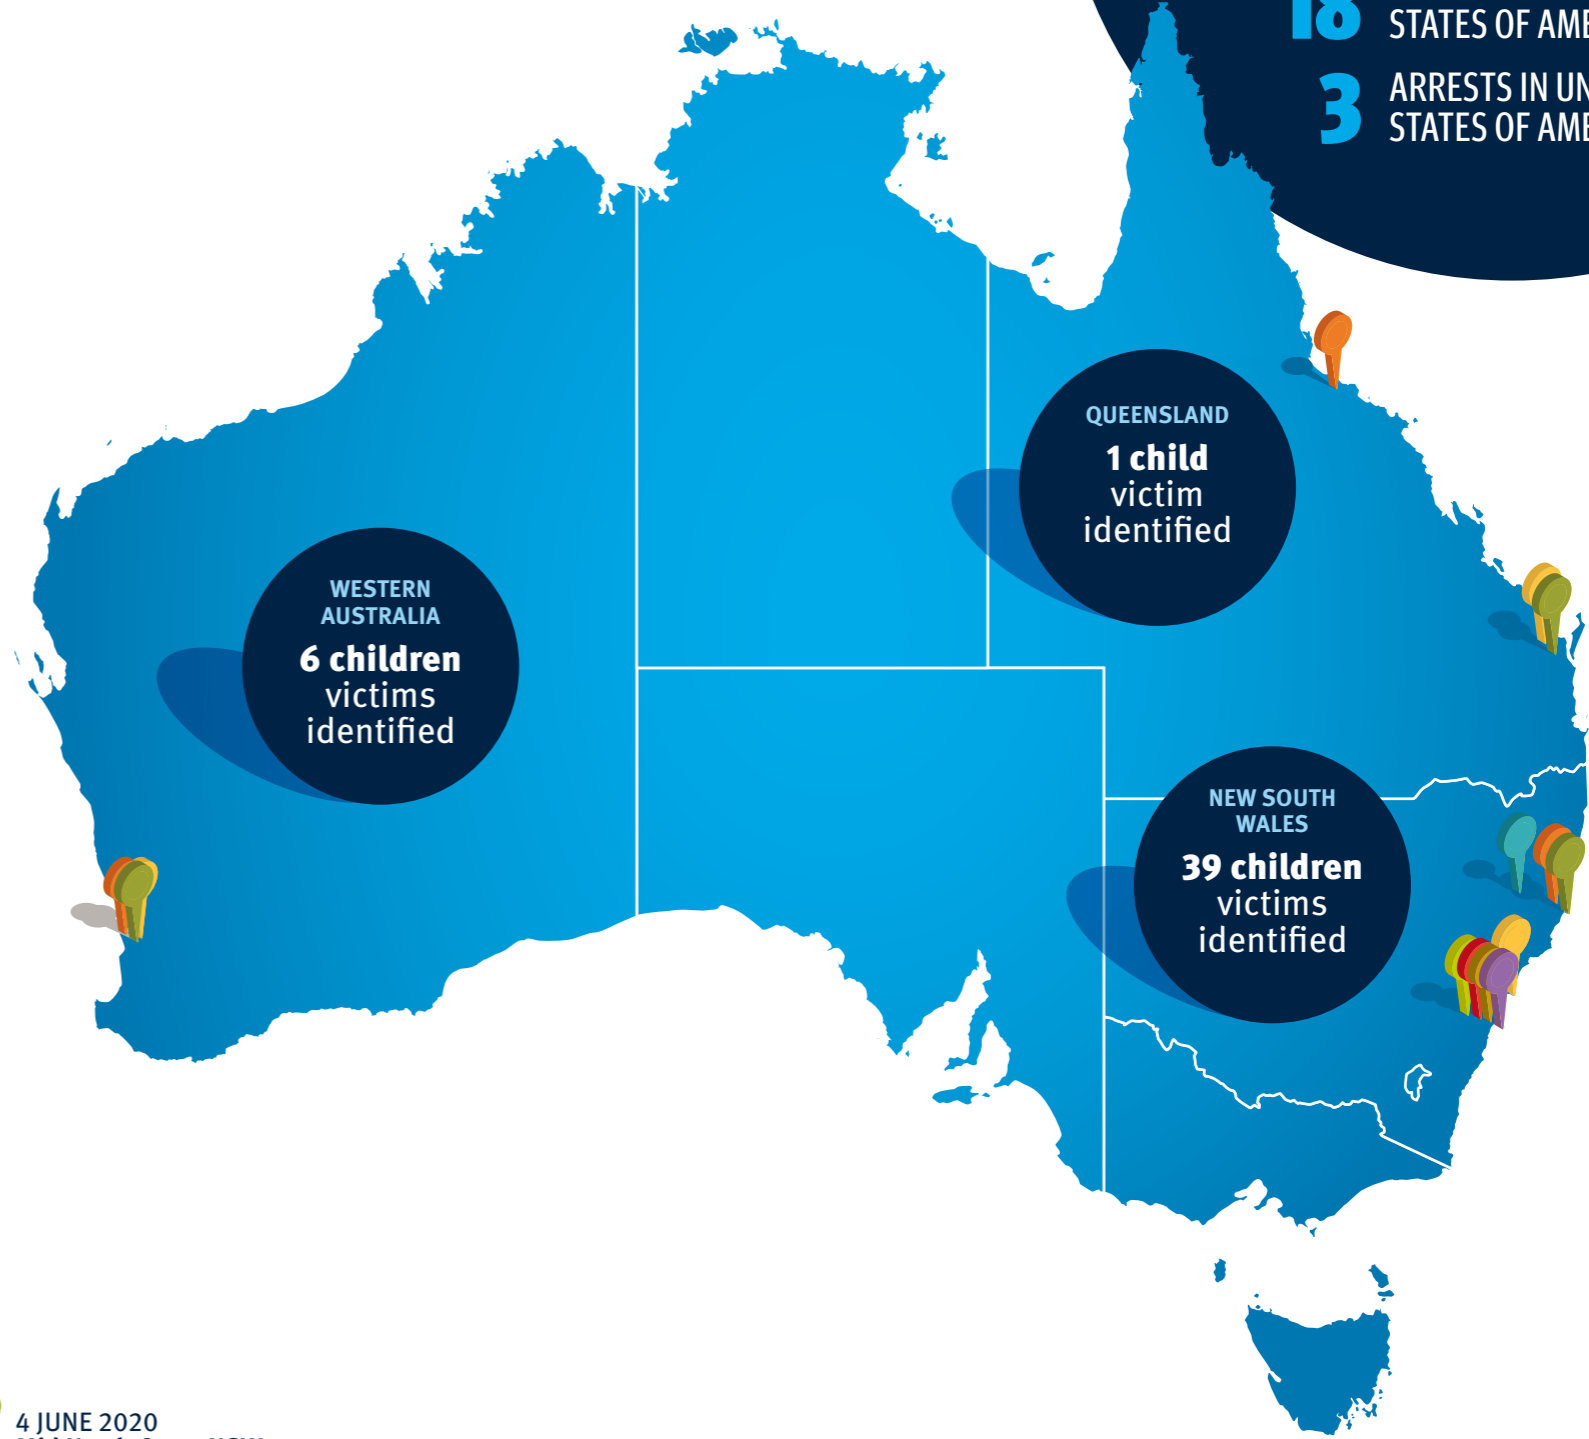 18 STATES OF AME
3 ARRESTS IN UN
STATES OF AME
QUEENSLAND
1 child
victim
identified
WESTERN
AUSTRALIA
6 children
victims
identified
NEW SOUTH
WALES
39 children
victims
identified
4 JUNE 2020